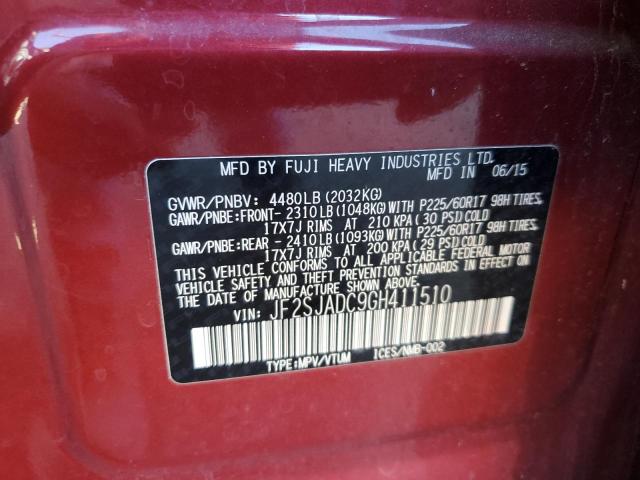 MFD BY FUJI HEAVY INDUSTRIES LTD.
MFD IN 06/15
GVWR/PNBV: 4480LB(2032KG)
GAWR/PNBE:FRONT- 2310LB(1048KG)WITH P225/60R17 98H TIRES,
17X7J RIMS AT 210 KPA(30 PSI)COLD
GAWR/PNBE:REAR - 2410LB(1093KG)WITH P225/60R17 98H TIRES,
17X7J RIMS AT 200 KPA(29 PSI)COLD
THIS VEHICLE CONFORMS TO ALL APPLICABLE FEDERAL MOTOR
VEHICLE SAFETY AND THEFT PREVENTION STANDARDS IN EFFECT ON
THE DATE OF MANUFACTURE SHOWN ABOVE.
VIN: JF2SJADC9GH411510
TYPE:MPV/VTUM ICES/NMB-002